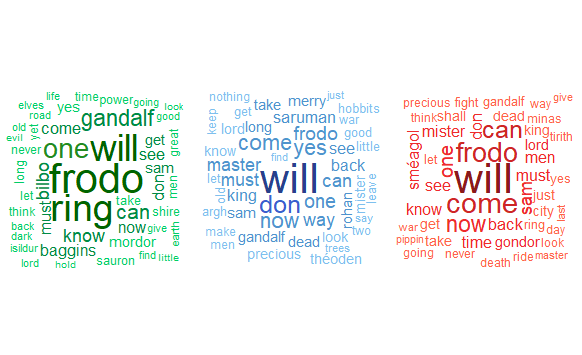 life time power going look
elves road yes gandalf good
old evil yet come get great
never one will see
long bilbo frodo sam men
let ring don
think must take can shire
back know now give earth
dark baggins mordor
isildur sauron find little
lord hold
nothing take merry just
keep get saruman hobbits war
lord long frodo good
know come yes see little
master find back
let must will can mister leave
old don rohan
argh sam now one way say
make gandalf dead look two
men precious théoden
precious fight gandalf way give
think shall don dead minas
mister can king tirith
sméagol one frodo lord men
let see will must yes
know come sam just
war get now back ring city last day
pippin take time gondor look
going never ride master
death